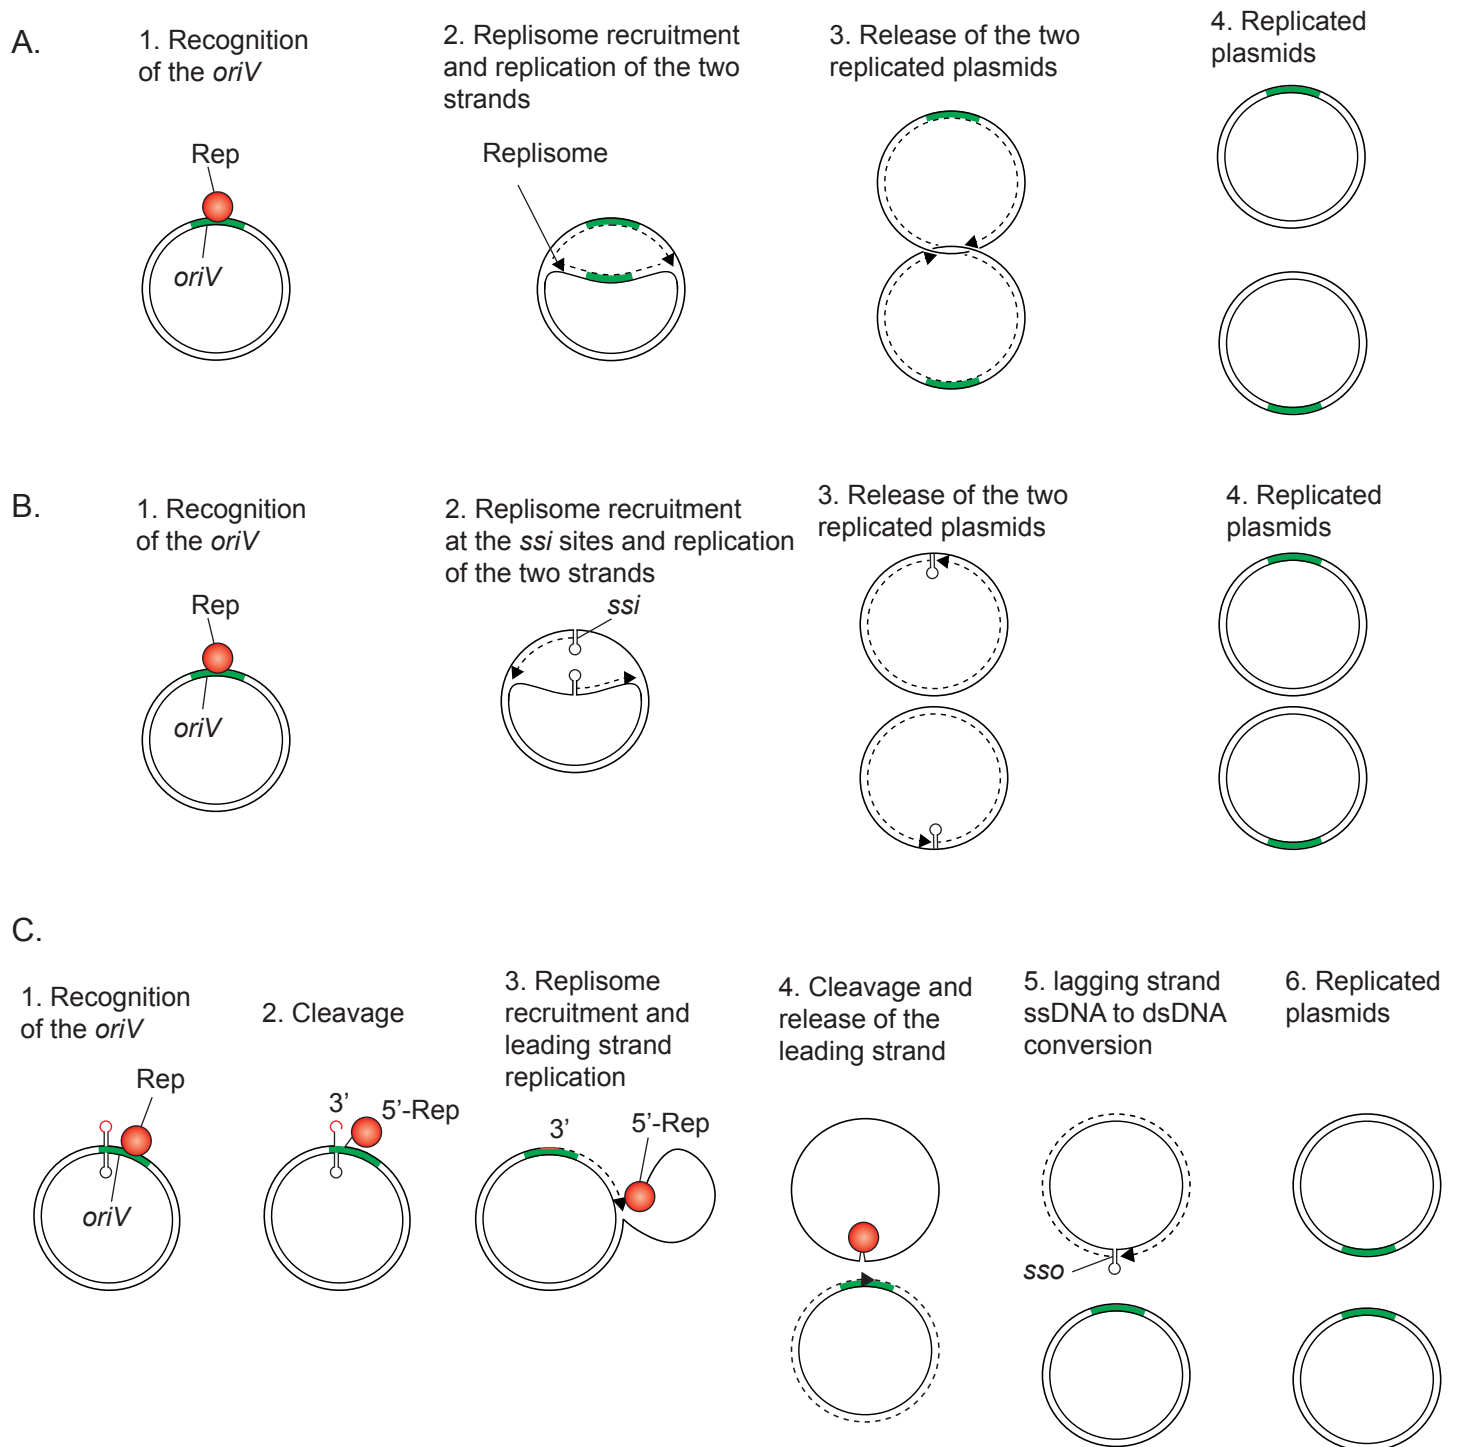 A.
1. Recognition
of the oriV
2. Replisome recruitment
and replication of the two
strands
3. Release of the two
replicated plasmids
4. Replicated
plasmids
Rep
oriV
Replisome
B.
1. Recognition
of the oriV
2. Replisome recruitment
at the ssi sites and replication
of the two strands
3. Release of the two
replicated plasmids
4. Replicated
plasmids
Rep
oriV
ssi
C.
1. Recognition
of the oriV
2. Cleavage
3. Replisome
recruitment and
leading strand
replication
4. Cleavage and
release of the
leading strand
5. lagging strand
ssDNA to dsDNA
conversion
6. Replicated
plasmids
Rep
oriV
3’
5’-Rep
3’
5’-Rep
sso